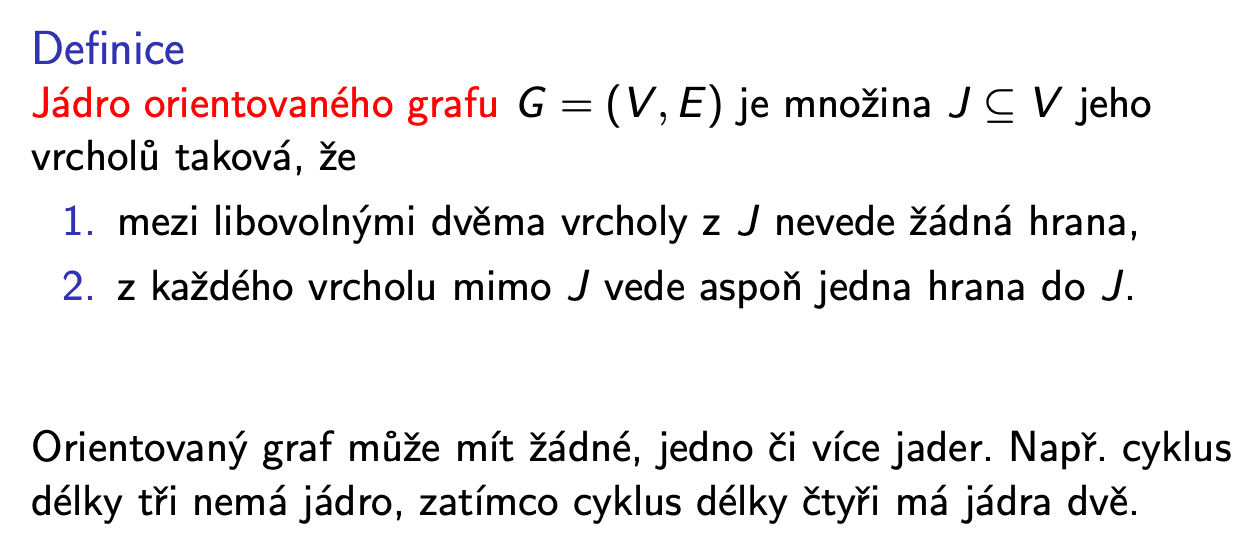 Definice
Jádro orientovaného grafu G = (V, E) je množina J ⊆ V jeho
vrcholů taková, že
1. mezi libovolnými dvěma vrcholy z J nevede žádná hrana,
2. z každého vrcholu mimo J vede aspoň jedna hrana do J.
Orientovaný graf může mít žádné, jedno či více jader. Např. cyklus
délky tři nemá jádro, zatímco cyklus délky čtyři má jádra dvě.